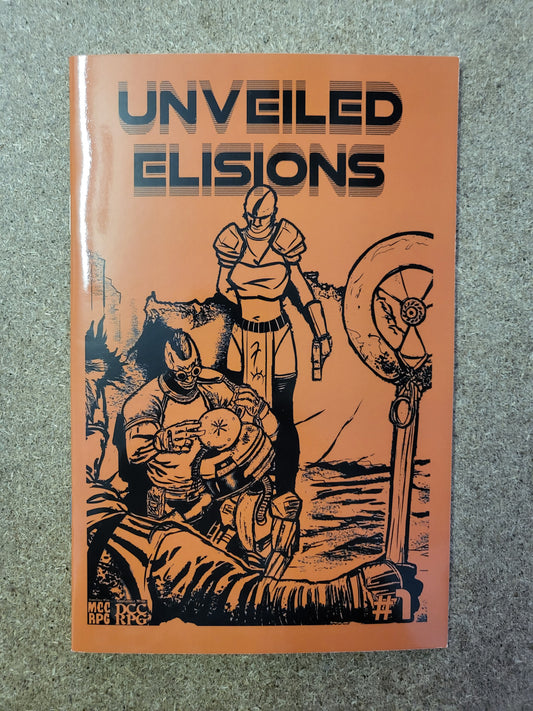 UNVEILED
ELISIONS
#1
MCC
RPG
DCC
RPG